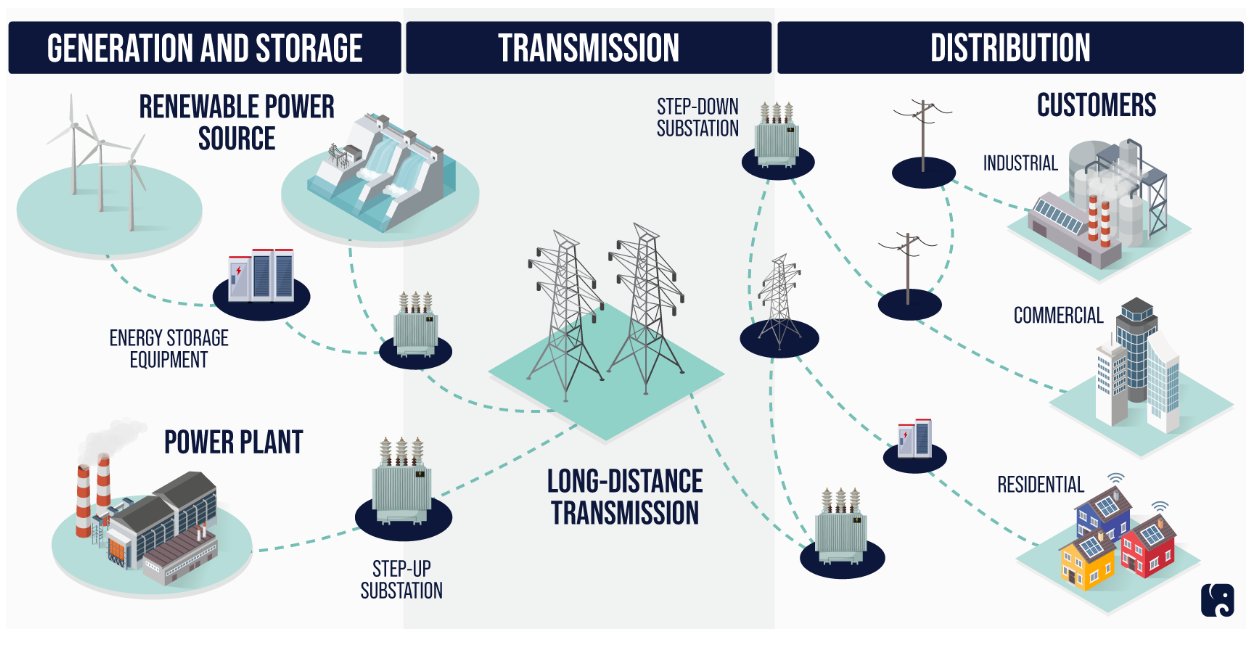 GENERATION AND STORAGE
TRANSMISSION
DISTRIBUTION
RENEWABLE POWER
SOURCE
ENERGY STORAGE
EQUIPMENT
POWER PLANT
STEP-UP
SUBSTATION
LONG-DISTANCE
TRANSMISSION
STEP-DOWN
SUBSTATION
CUSTOMERS
INDUSTRIAL
COMMERCIAL
RESIDENTIAL